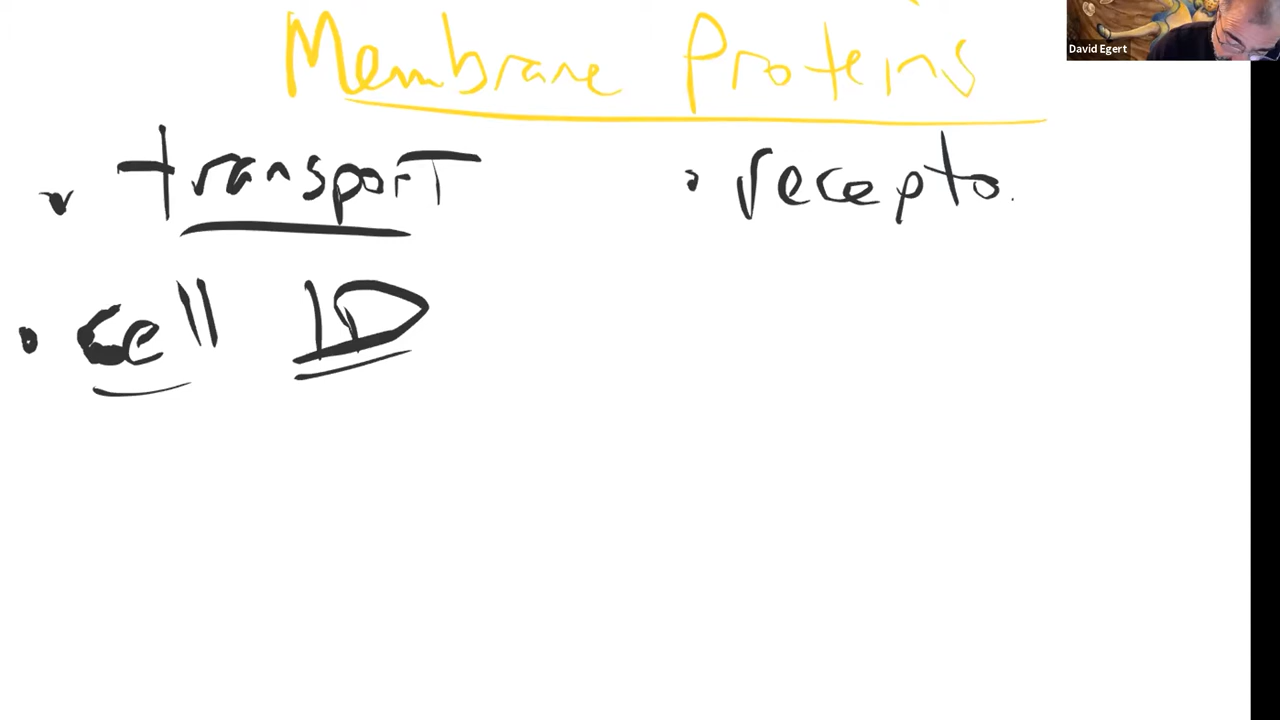 Membrane Proteins
David Egert
• transport
• recepto
• cell ID